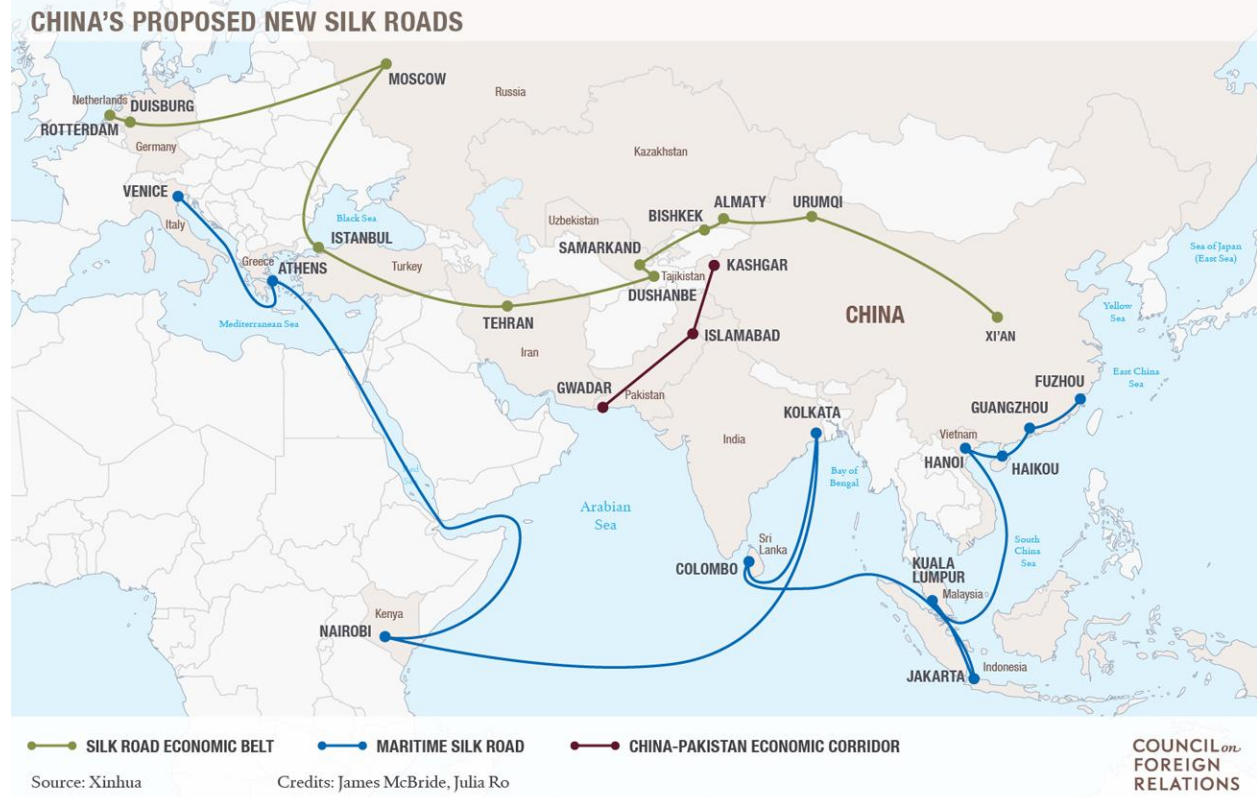 CHINA'S PROPOSED NEW SILK ROADS
MOSCOW
Russia
Netherlands
DUISBURG
ROTTERDAM
Germany
Kazakhstan
VENICE
Italy
Black Sea
ISTANBUL
Uzbekistan
BISHKEK
ALMATY
URUMQI
SAMARKAND
Greece
ATHENS
Turkey
Tajikistan
KASHGAR
DUSHANBE
Sea of Japan
(East Sea)
Mediterranean Sea
TEHRAN
CHINA
Yellow
Sea
ISLAMABAD
XI'AN
Iran
East China
Sea
GWADAR
Pakistan
FUZHOU
KOLKATA
GUANGZHOU
India
Vietnam
HANOI
HAIKOU
Bay of
Bengal
Arabian
Sea
Sri
Lanka
South
China
Sea
COLOMBO
KUALA
LUMPUR
Malaysia
Kenya
NAIROBI
JAKARTA
Indonesia
SILK ROAD ECONOMIC BELT
MARITIME SILK ROAD
CHINA-PAKISTAN ECONOMIC CORRIDOR
Source: Xinhua
Credits: James McBride, Julia Ro
COUNCIL on
FOREIGN
RELATIONS